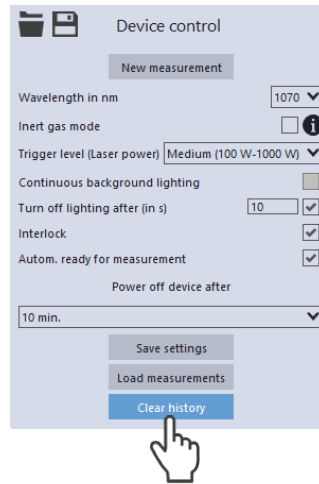 Device control
New measurement
Wavelength in nm 1070
Inert gas mode
Trigger level (Laser power) Medium (100 W-1000 W)
Continuous background lighting
Turn off lighting after (in s) 10
Interlock
Autom. ready for measurement
Power off device after
10 min.
Save settings
Load measurements
Clear history